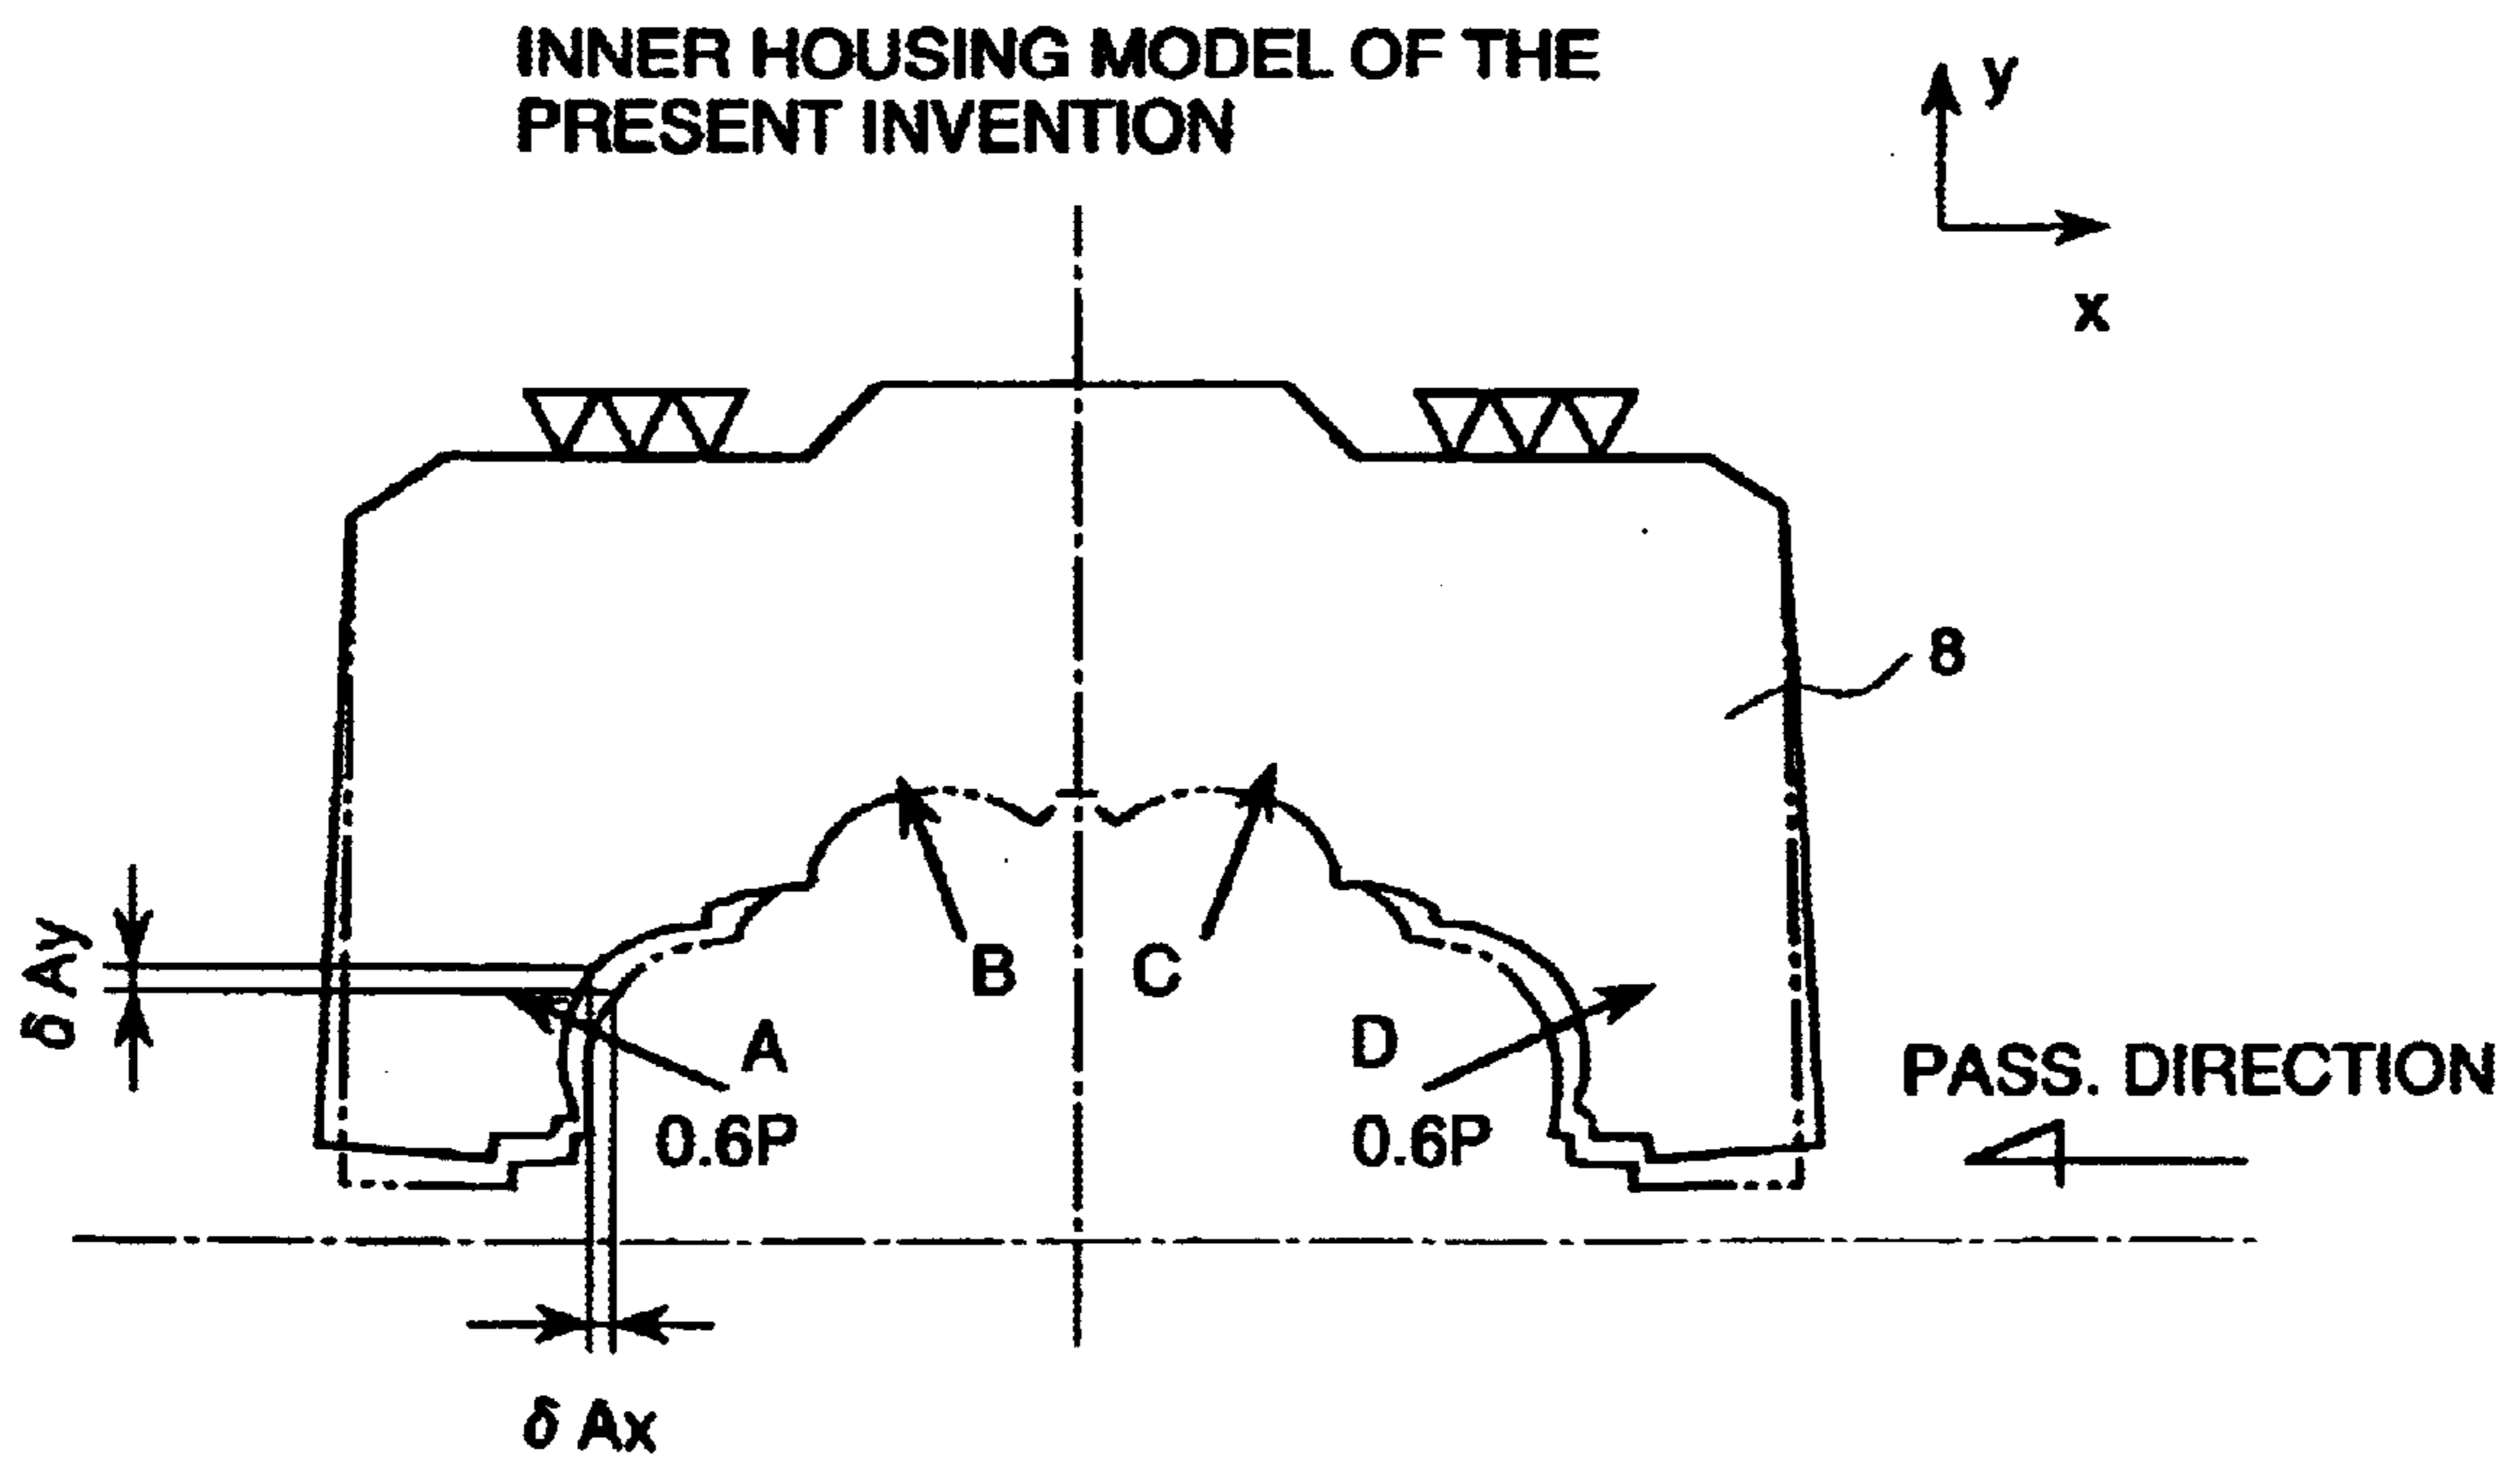 INNER HOUSING MODEL OF THE
PRESENT INVENTION
y
x
8
B
C
δ Ay
A
D
PASS. DIRECTION
0.6P
0.6P
δ Ax